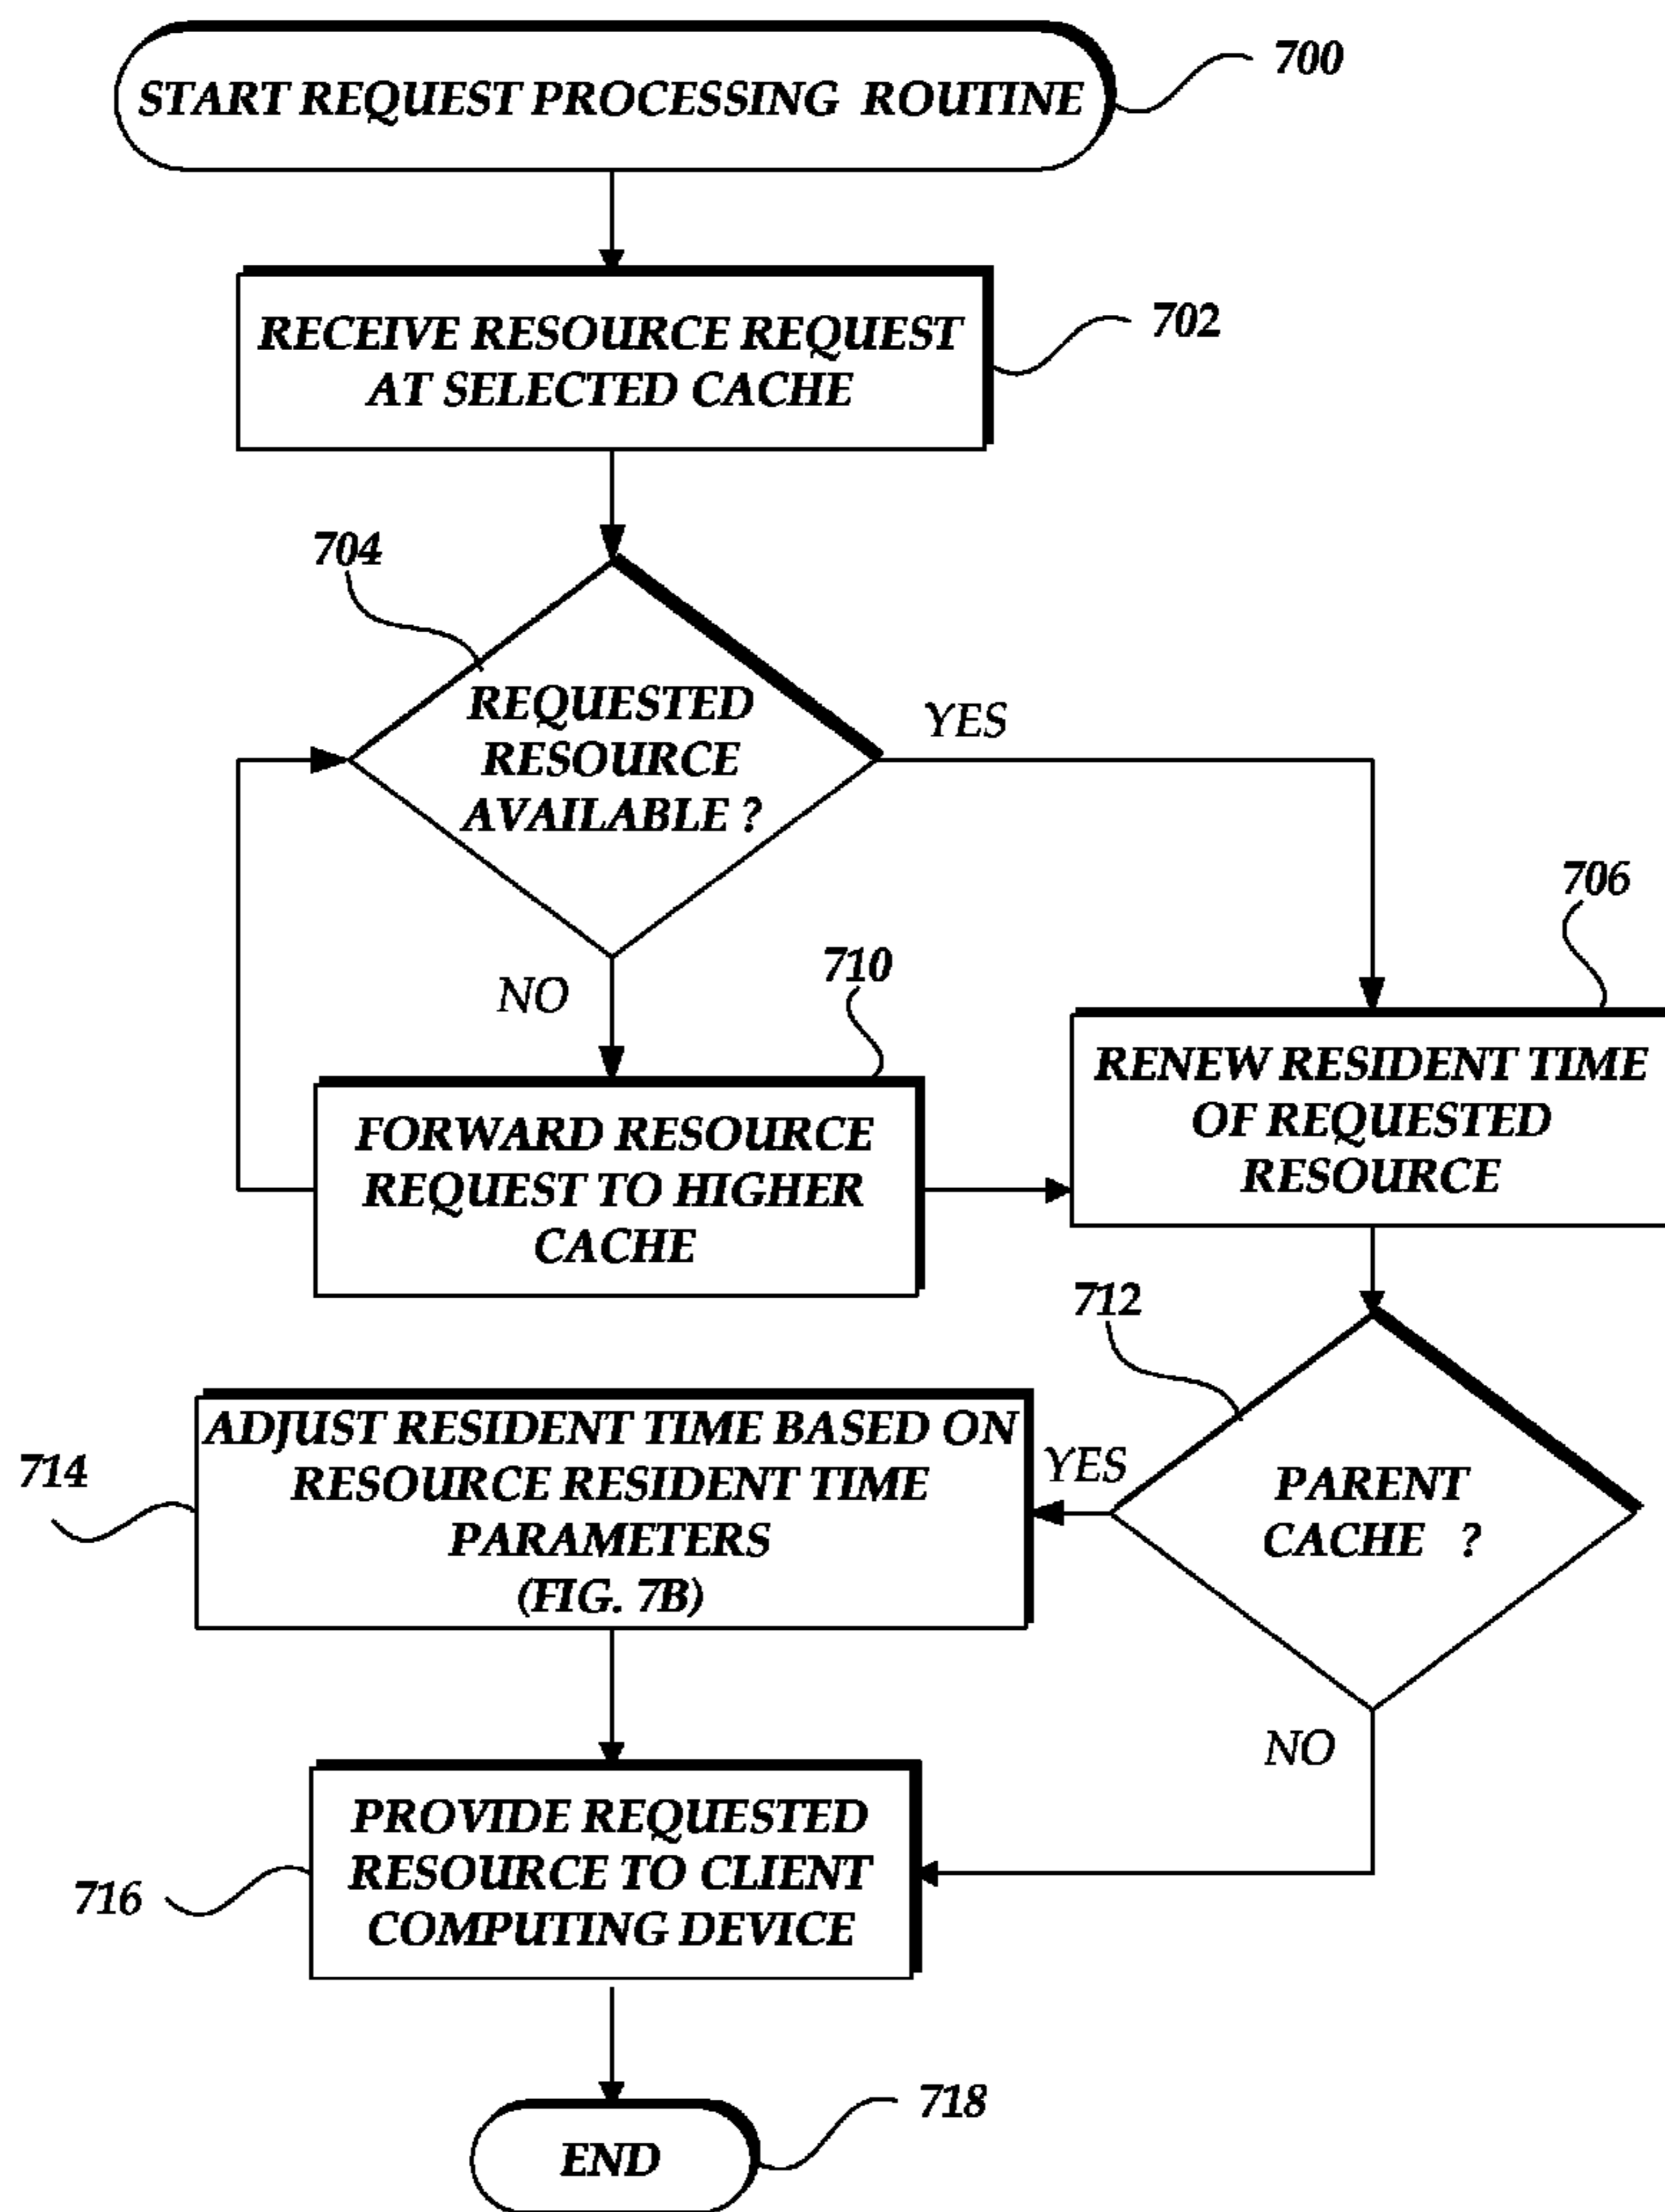 START REQUEST PROCESSING ROUTINE
700
RECEIVE RESOURCE REQUEST
AT SELECTED CACHE
702
704
REQUESTED
RESOURCE
AVAILABLE ?
YES
NO
706
710
RENEW RESIDENT TIME
OF REQUESTED
RESOURCE
FORWARD RESOURCE
REQUEST TO HIGHER
CACHE
712
PARENT
CACHE ?
YES
NO
714
ADJUST RESIDENT TIME BASED ON
RESOURCE RESIDENT TIME
PARAMETERS
(FIG. 7B)
716
PROVIDE REQUESTED
RESOURCE TO CLIENT
COMPUTING DEVICE
718
END